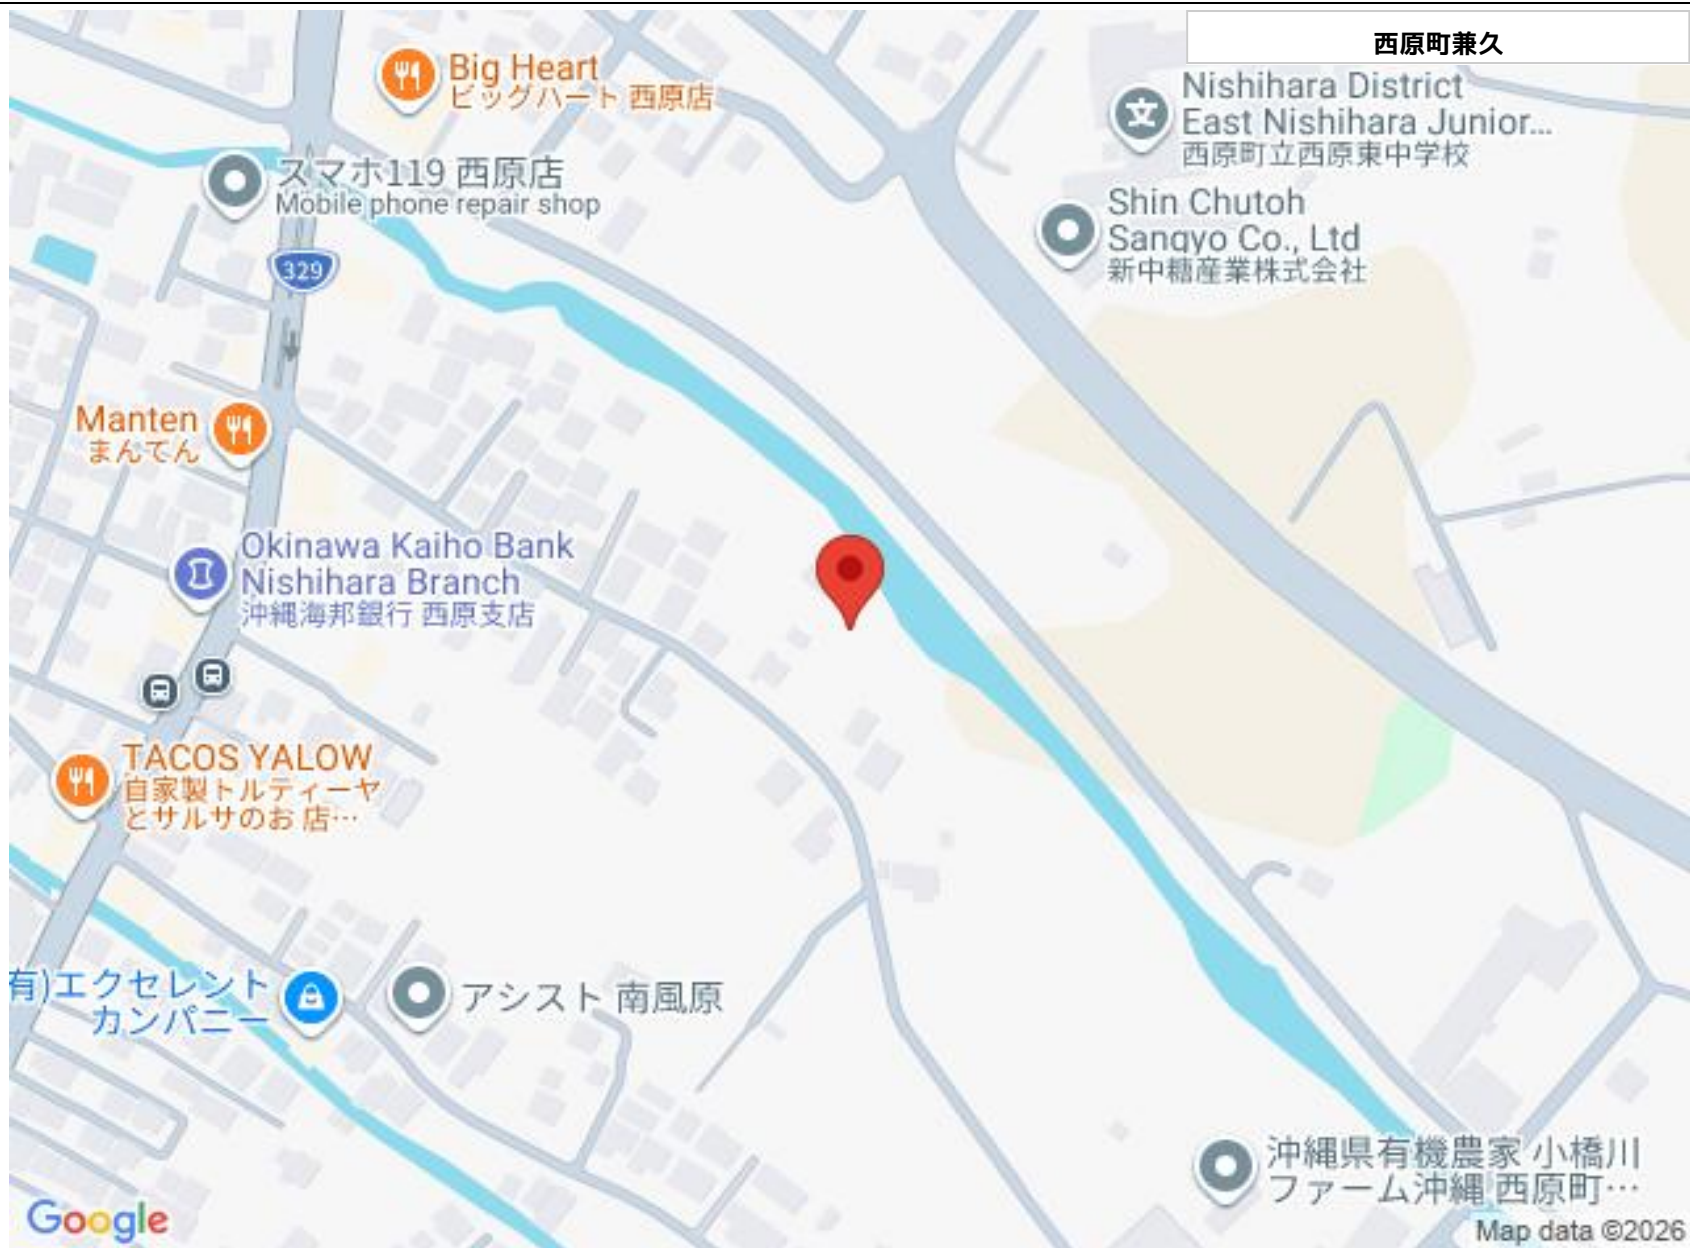 西原町兼久
Big Heart
ビッグハート 西原店
Nishihara District
East Nishihara Junior...
西原町立西原東中学校
スマホ119 西原店
Mobile phone repair shop
Shin Chutoh
Sangyo Co., Ltd
新中糖産業株式会社
329
Manten
まんてん
Okinawa Kaiho Bank
Nishihara Branch
沖縄海邦銀行 西原支店
TACOS YALOW
自家製トルティーヤ
とサルサのお 店…
有)エクセレント
カンパニー
アシスト 南風原
沖縄県有機農家 小橋川
ファーム沖縄 西原町…
Google
Map data ©2026